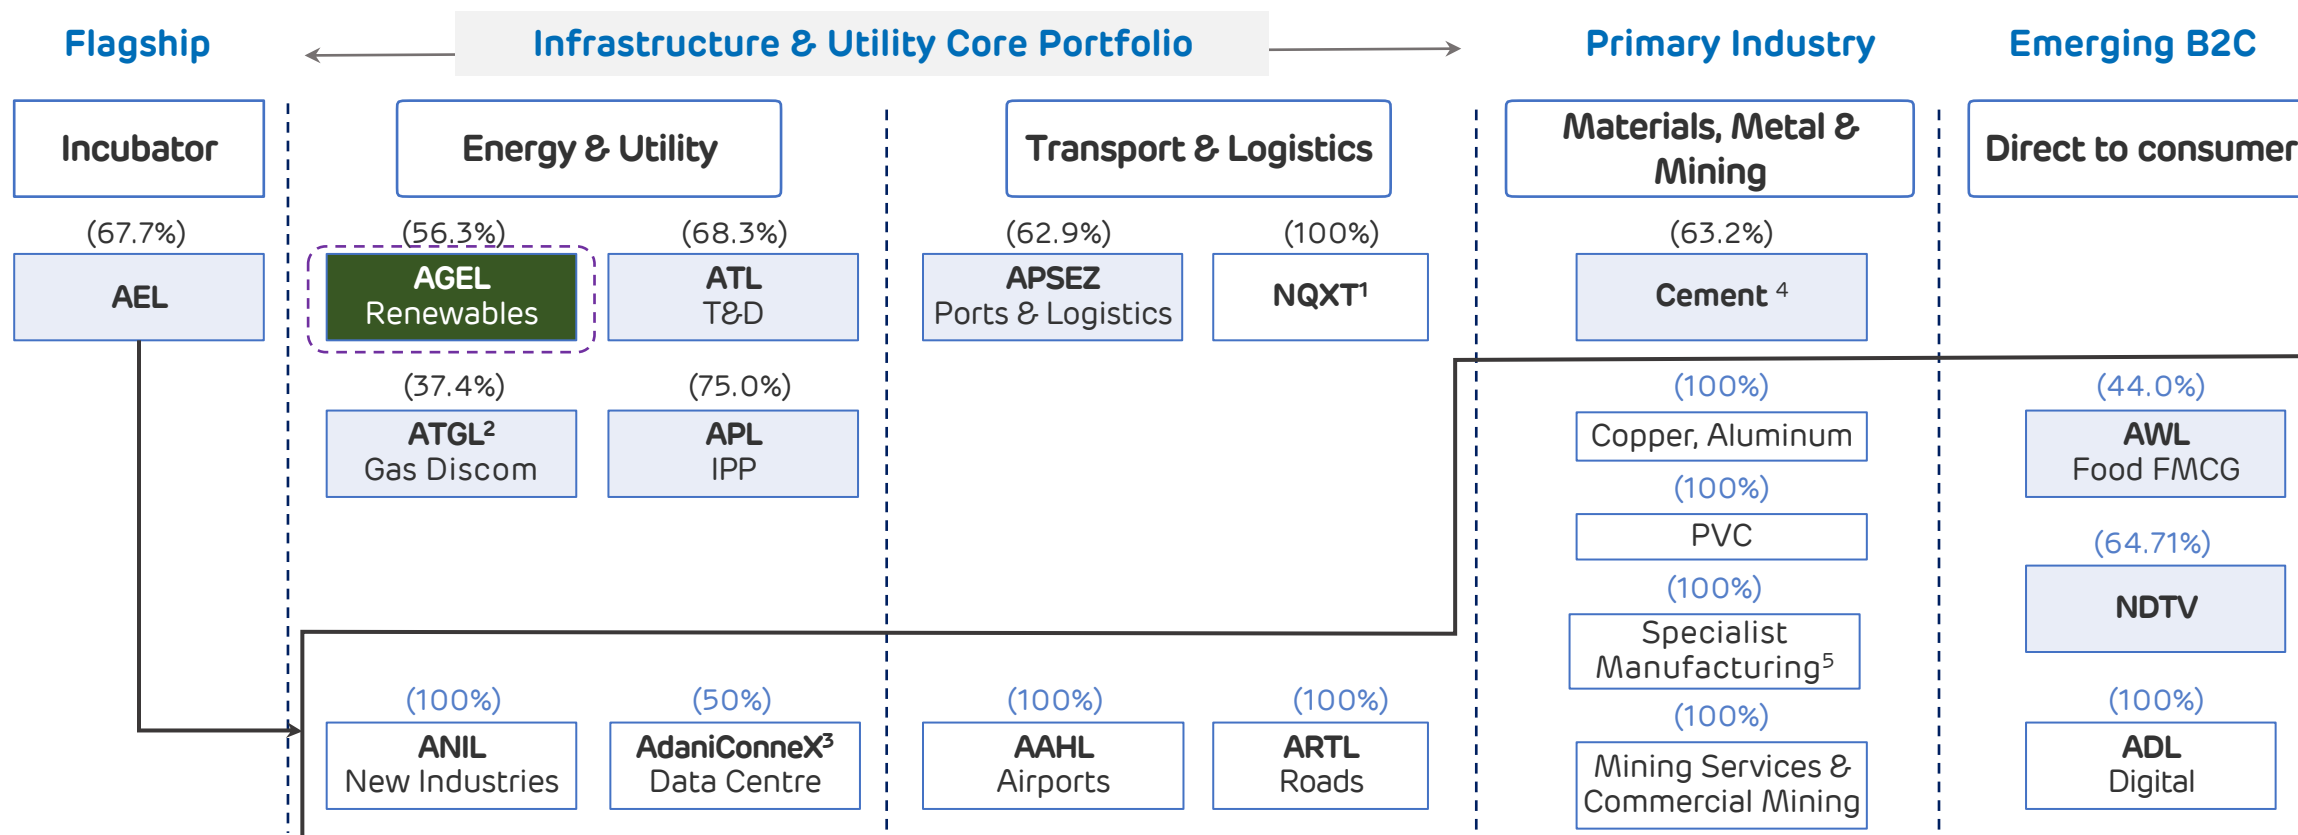 Flagship
Infrastructure & Utility Core Portfolio
Primary Industry
Emerging B2C
Incubator
Energy & Utility
Transport & Logistics
Materials, Metal &
Mining
Direct to consumer
(67.7%)
(56.3%)
(68.3%)
(62.9%)
(100%)
(63.2%)
AEL
AGEL
Renewables
ATL
T&D
APSEZ
Ports & Logistics
NQXT¹
Cement ⁴
(37.4%)
(75.0%)
(100%)
(44.0%)
ATGL²
Gas Discom
APL
IPP
Copper, Aluminum
AWL
Food FMCG
(100%)
PVC
(64.71%)
NDTV
(100%)
Specialist
Manufacturing⁵
(100%)
(50%)
(100%)
(100%)
(100%)
(100%)
ANIL
New Industries
AdaniConneX³
Data Centre
AAHL
Airports
ARTL
Roads
Mining Services &
Commercial Mining
ADL
Digital